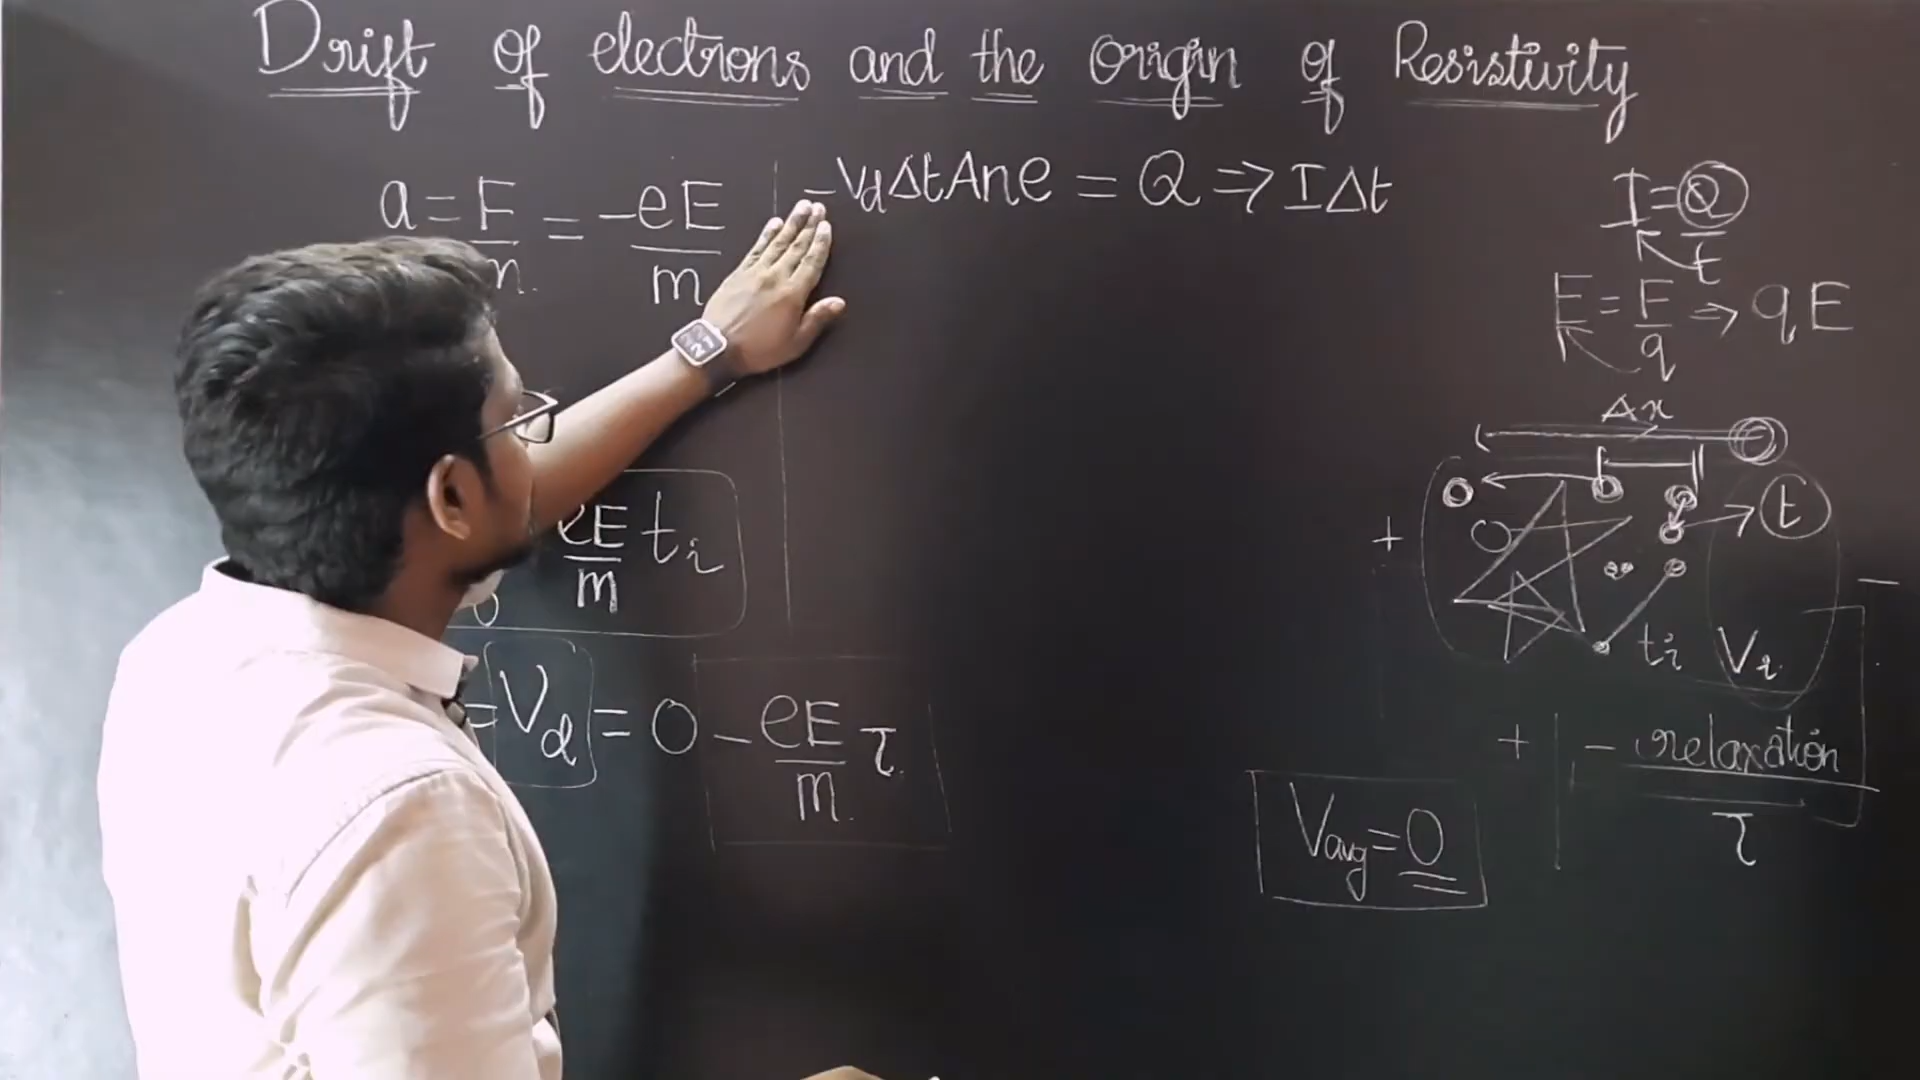 Drift of electrons and the origin of Resistivity
a = F/m = -eE/m
-VdΔtAne = Q ⇒ IΔt
I = Q/t
E = F/q ⇒ qE
Δx
+ t −
eE/m ti
ti Vi
= Vd = 0 - eE/m τ
+ - relaxation
τ
Vavg = 0